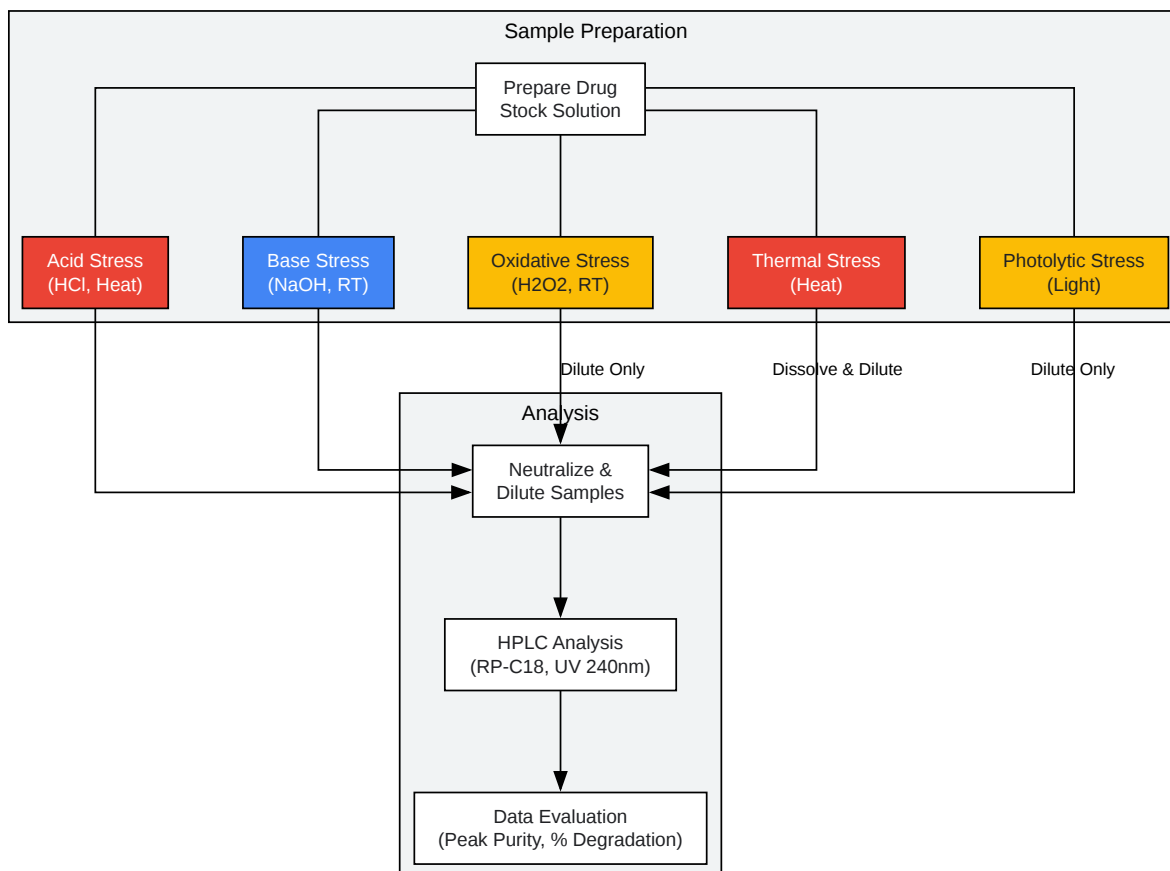 Sample Preparation
Prepare Drug
Stock Solution
Acid Stress
(HCl, Heat)
Base Stress
(NaOH, RT)
Oxidative Stress
(H2O2, RT)
Thermal Stress
(Heat)
Photolytic Stress
(Light)
Dilute Only
Dissolve & Dilute
Dilute Only
Analysis
Neutralize &
Dilute Samples
HPLC Analysis
(RP-C18, UV 240nm)
Data Evaluation
(Peak Purity, % Degradation)